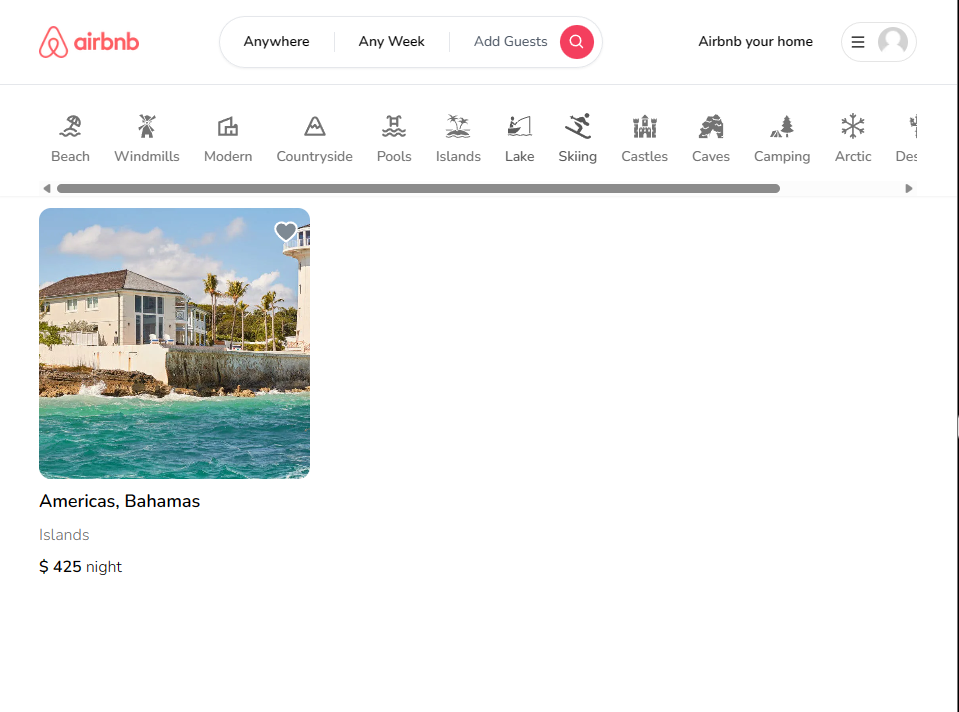 airbnb Anywhere Any Week Add Guests Airbnb your home
Beach Windmills Modern Countryside Pools Islands Lake Skiing Castles Caves Camping Arctic Des
Americas, Bahamas
Islands
$ 425 night